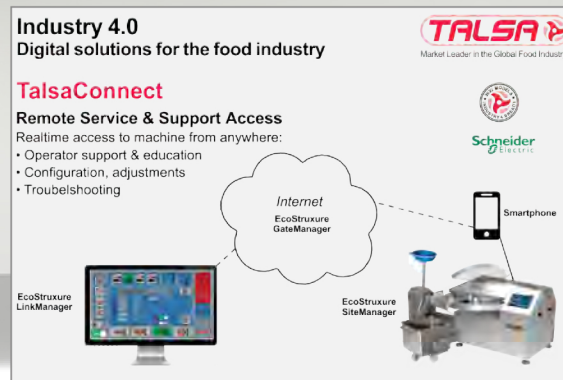 Industry 4.0
Digital solutions for the food industry
TALSA
Market Leader in the Global Food Industr
TalsaConnect
Remote Service & Support Access
Realtime access to machine from anywhere:
• Operator support & education
• Configuration, adjustments
• Troubelshooting
Schneider
Electric
Internet
EcoStruxure
GateManager
Smartphone
EcoStruxure
LinkManager
EcoStruxure
SiteManager